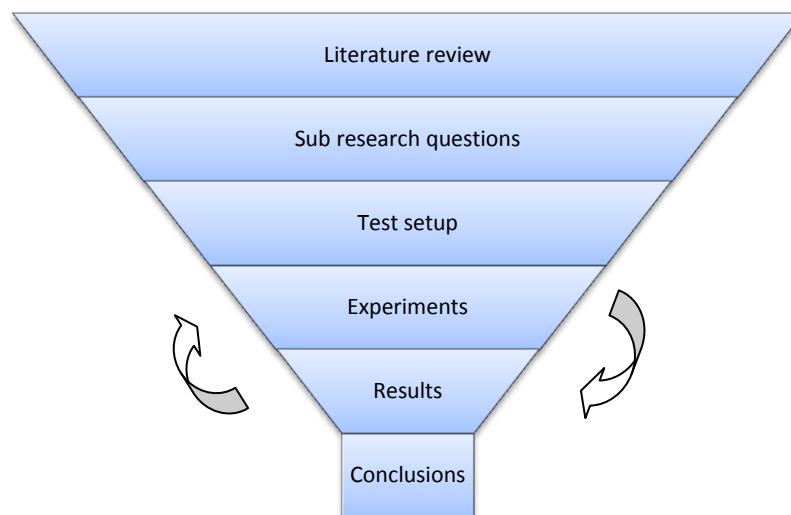 Literature review
Sub research questions
Test setup
Experiments
Results
Conclusions